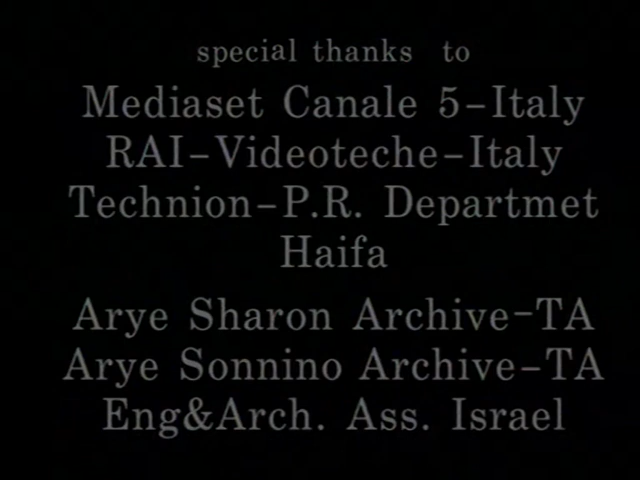 special thanks to
Mediaset Canale 5-Italy
RAI-Videoteche-Italy
Technion-P.R. Departmet
Haifa
Arye Sharon Archive-TA
Arye Sonnino Archive-TA
Eng&Arch. Ass. Israel